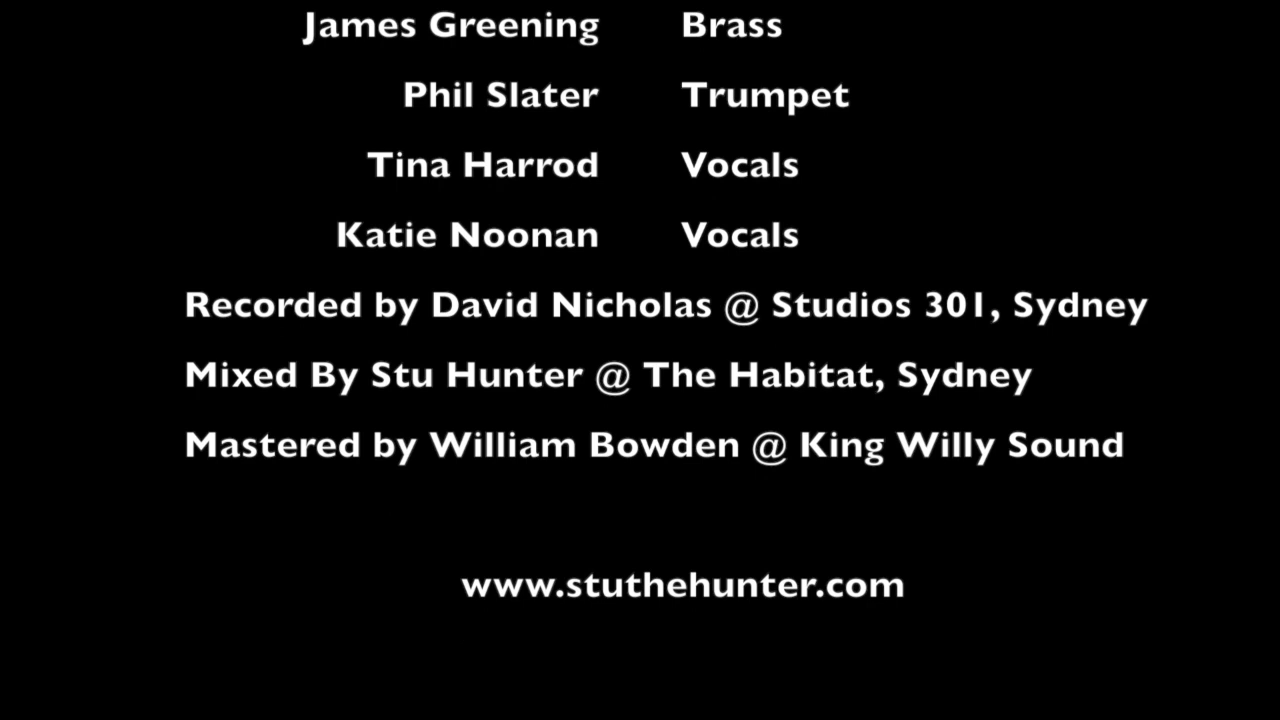 James Greening Brass
Phil Slater Trumpet
Tina Harrod Vocals
Katie Noonan Vocals
Recorded by David Nicholas @ Studios 301, Sydney
Mixed By Stu Hunter @ The Habitat, Sydney
Mastered by William Bowden @ King Willy Sound
www.stuthehunter.com